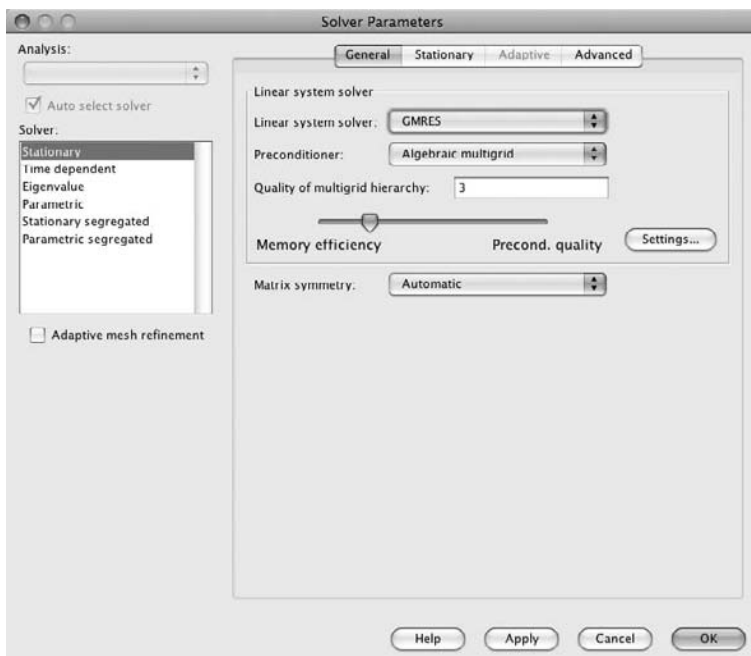 Solver Parameters
Analysis:
Auto select solver
Solver:
Stationary
Time dependent
Eigenvalue
Parametric
Stationary segregated
Parametric segregated
Adaptive mesh refinement
General Stationary Adaptive Advanced
Linear system solver
Linear system solver: GMRES
Preconditioner: Algebraic multigrid
Quality of multigrid hierarchy: 3
Memory efficiency Precond. quality Settings...
Matrix symmetry: Automatic
Help Apply Cancel OK